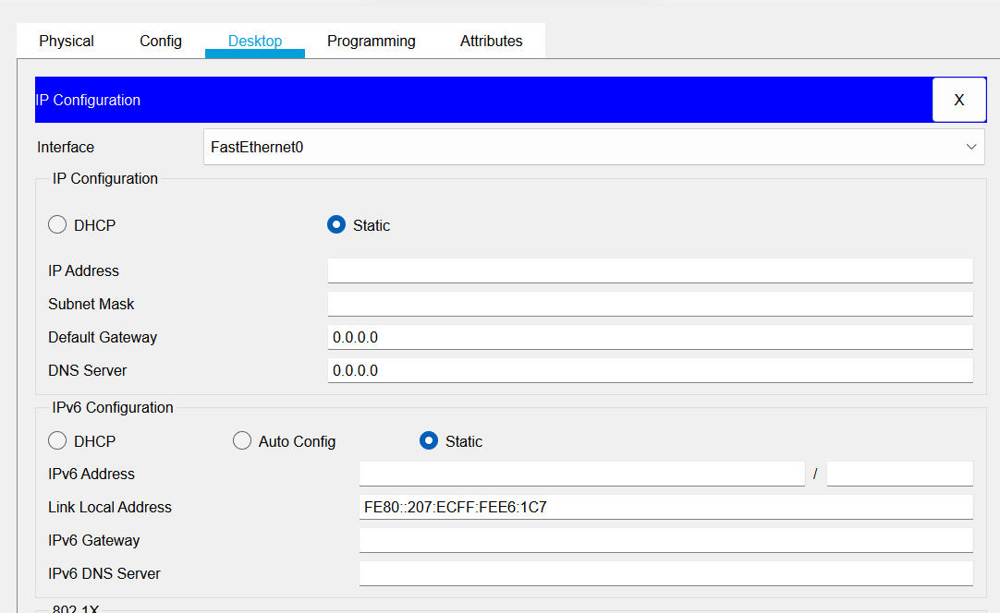 Physical Config Desktop Programming Attributes
IP Configuration X
Interface FastEthernet0
IP Configuration
DHCP Static
IP Address
Subnet Mask
Default Gateway 0.0.0.0
DNS Server 0.0.0.0
IPv6 Configuration
DHCP Auto Config Static
IPv6 Address /
Link Local Address FE80::207:ECFF:FEE6:1C7
IPv6 Gateway
IPv6 DNS Server
802.1X